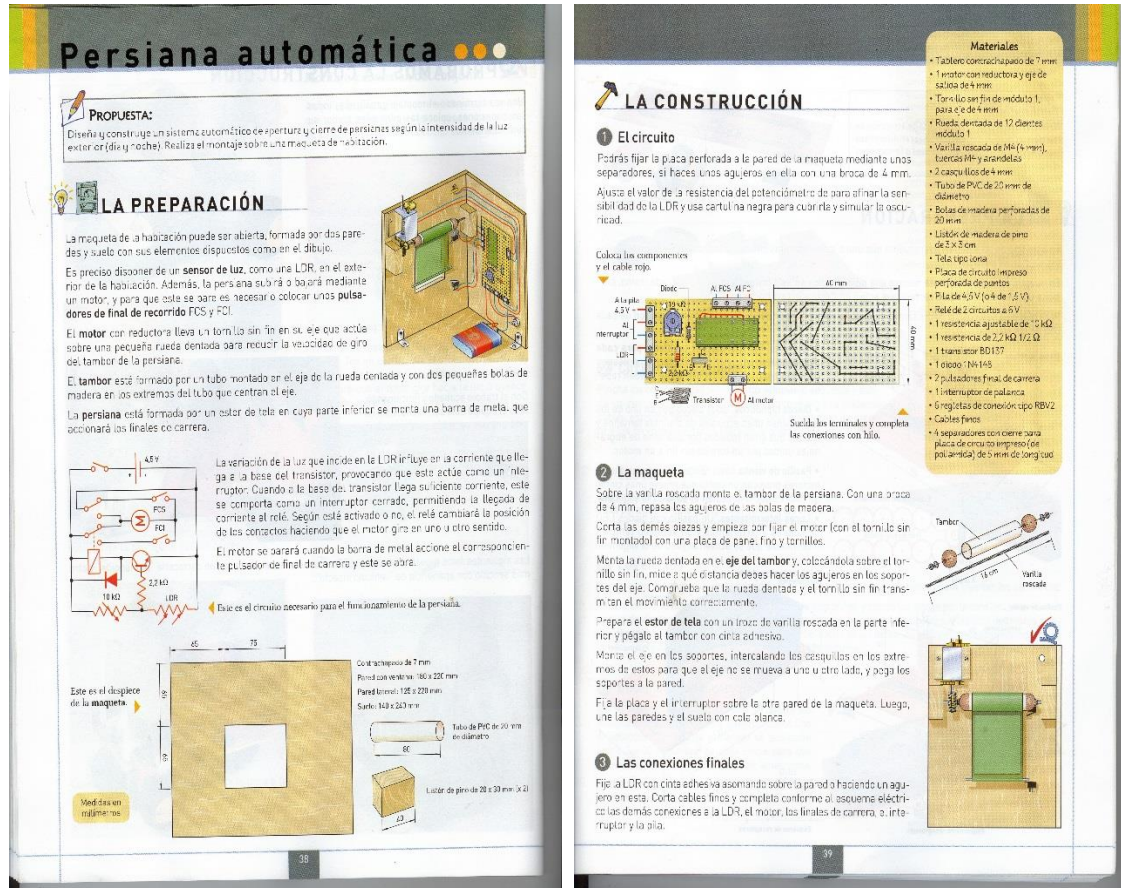 Persiana automática
PROPUESTA:
Diseña y construye un sistema automático de apertura y cierre de persianas según la intensidad de la luz
exterior (día y noche). Realiza el montaje sobre una maqueta de habitación.
LA PREPARACIÓN
La maqueta de la habitación puede ser abierta, formada por dos pare-
des y suelo con sus elementos dispuestos como en el dibujo.
Es preciso disponer de un sensor de luz, como una LDR, en el exte-
rior de la habitación. Además, la persiana subirá o bajará mediante
un motor, y para que este se pare es necesario colocar unos pulsa-
dores de final de recorrido FCS y FCI.
El motor con reductora lleva un tornillo sin fin en su eje que actúa
sobre una pequeña rueda dentada para reducir la velocidad de giro
del tambor de la persiana.
El tambor esté formado por un tubo montado en el eje de la rueda dentada y con dos pequeñas bolas de
madera en los extremos del tubo que centran el eje.
La persiana está formada por un estor de tela en cuya parte inferior se monta una barra de metal que
accionará los finales de carrera.
4,5 V
FCS
M
FCI
2,2 kΩ
10 kΩ
LDR
La variación de la luz que incide en la LDR influye en la corriente que lle-
ga a la base del transistor, provocando que este actúe como un inte-
rruptor. Cuando a la base del transistor llega suficiente corriente, este
se comporta como un interruptor cerrado, permitiendo la llegada de
corriente al relé. Según esté activado o no, el relé cambiará la posición
de los contactos haciendo que el motor gire en uno u otro sentido.
El motor se parará cuando la barra de metal accione el correspondien-
te pulsador de final de carrera y este se abra.
Este es el circuito necesario para el funcionamiento de la persiana.
Este es el despiece
de la maqueta.
65
75
65
65
Contrachapado de 7 mm
Pared con ventana: 180 x 220 mm
Pared lateral: 125 x 220 mm
Suelo: 140 x 240 mm
Tubo de PVC de 20 mm
de diámetro
80
Listón de pino de 20 x 30 mm (x 2)
40
Medidas en
milímetros
38
LA CONSTRUCCIÓN
1 El circuito
Podrás fijar la placa perforada a la pared de la maqueta mediante unos
separadores, si haces unos agujeros en ella con una broca de 4 mm.
Ajusta el valor de la resistencia del potenciómetro de para afinar la sen-
sibilidad de la LDR y usa cartulina negra para cubrirla y simular la oscu-
ridad.
Coloca los componentes
y el cable rojo.
Diodo
Al FCS
Al FCI
60 mm
A la pila
4,5 V
Al
interruptor
LDR
10 kΩ
2,2 kΩ
40 mm
Transistor
M
Al motor
Suelda los terminales y completa
las conexiones con hilo.
2 La maqueta
Sobre la varilla roscada monta el tambor de la persiana. Con una broca
de 4 mm, repasa los agujeros de las bolas de madera.
Corta las demás piezas y empieza por fijar el motor (con el tornillo sin
fin montado) con una placa de panel fino y tornillos.
Monta la rueda dentada en el eje del tambor y, colocándola sobre el tor-
nillo sin fin, mide a qué distancia debes hacer los agujeros en los sopor-
tes del eje. Comprueba que la rueda dentada y el tornillo sin fin trans-
miten el movimiento correctamente.
Prepara el estor de tela con un trozo de varilla roscada en la parte infe-
rior y pégalo al tambor con cinta adhesiva.
Monta el eje en los soportes, intercalando los casquillos en los extre-
mos de estos para que el eje no se mueva a uno u otro lado, y pega los
soportes a la pared.
Fija la placa y el interruptor sobre la otra pared de la maqueta. Luego,
une las paredes y el suelo con cola blanca.
Tambor
16 cm
Varilla
roscada
3 Las conexiones finales
Fija la LDR con cinta adhesiva asomando sobre la pared o haciendo un agu-
jero en esta. Corta cables finos y completa conforme al esquema eléctri-
co las demás conexiones a la LDR, el motor, los finales de carrera, el inte-
rruptor y la pila.
Materiales
• Tablero contrachapado de 7 mm
• 1 motor con reductora y eje de
salida de 4 mm
• Tornillo sin fin de módulo 1,
para eje de 4 mm
• Rueda dentada de 12 dientes
módulo 1
• Varilla roscada de M4 (4 mm),
tuercas M4 y arandelas
• 2 casquillos de 4 mm
• Tubo de PVC de 20 mm de
diámetro
• Bolas de madera perforadas de
20 mm
• Listón de madera de pino
de 3 x 3 cm
• Tela tipo lona
• Placa de circuito impreso
perforada de puntos
• Pila de 4,5 V (o 4 de 1,5 V)
• Relé de 2 circuitos a 6 V
• 1 resistencia ajustable de 10 kΩ
• 1 resistencia de 2,2 kΩ 1/2 Ω
• 1 transistor BD137
• 1 diodo 1N4148
• 2 pulsadores final de carrera
• 1 interruptor de palanca
• 6 regletas de conexión tipo RBV2
• Cables finos
• 4 separadores con cierre para
placa de circuito impreso (de
poliamida) de 5 mm de longitud
39